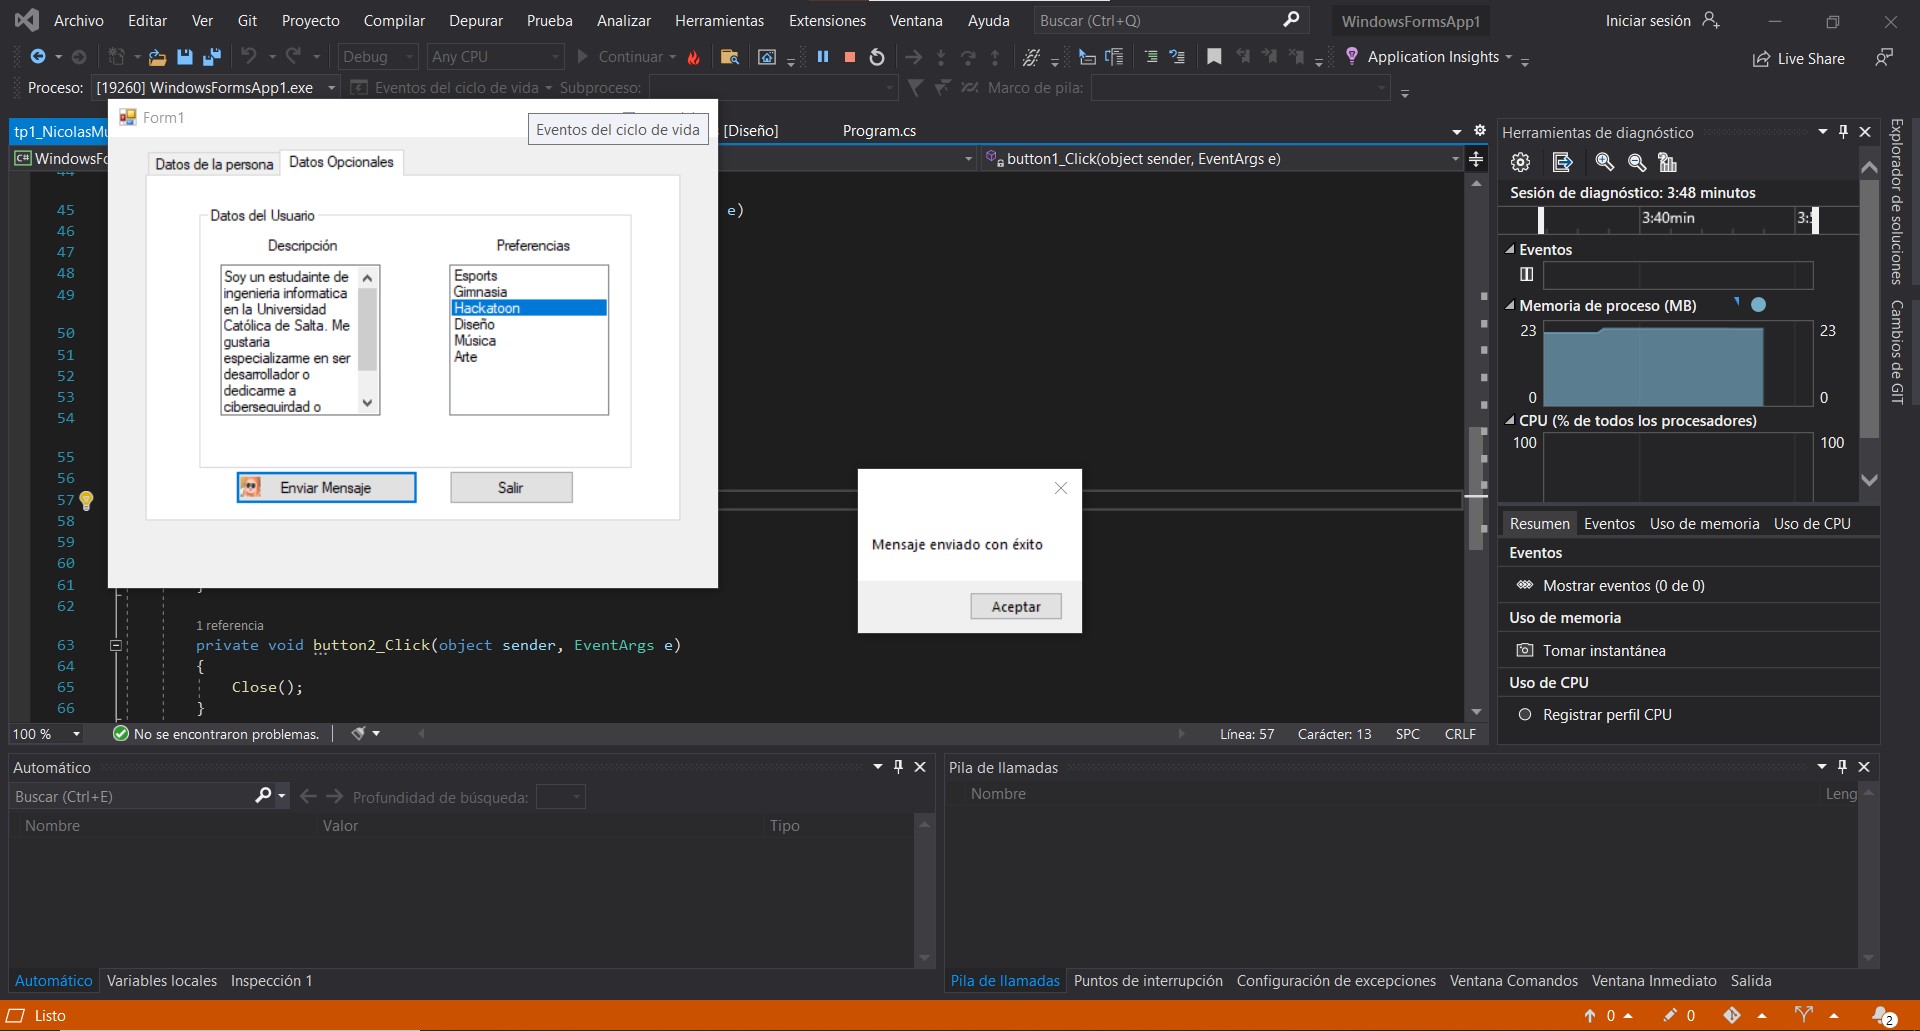 Archivo Editar Ver Git Proyecto Compilar Depurar Prueba Analizar Herramientas Extensiones Ventana Ayuda Buscar (Ctrl+Q) WindowsFormsApp1 Iniciar sesión
Debug Any CPU Continuar Application Insights Live Share
Proceso: [19260] WindowsFormsApp1.exe Eventos del ciclo de vida Subproceso: Marco de pila:
Form1
Eventos del ciclo de vida
tp1_NicolasMu [Diseño] Program.cs
C# WindowsFo button1_Click(object sender, EventArgs e)
Datos de la persona Datos Opcionales
Datos del Usuario
Descripción Preferencias
Soy un estudainte de
ingenieria informatica
en la Universidad
Católica de Salta. Me
gustaria
especializarme en ser
desarrollador o
dedicarme a
ciberseguirdad o
Esports
Gimnasia
Hackatoon
Diseño
Música
Arte
Enviar Mensaje Salir
Mensaje enviado con éxito
Aceptar
44
45 e)
46
47
48
49
50
51
52
53
54
55
56
57
58
59
60
61 }
62
1 referencia
63 private void button2_Click(object sender, EventArgs e)
64 {
65 Close();
66 }
100 % No se encontraron problemas. Línea: 57 Carácter: 13 SPC CRLF
Herramientas de diagnóstico
Sesión de diagnóstico: 3:48 minutos
3:40min 3:5
Eventos
Memoria de proceso (MB)
23 23
0 0
CPU (% de todos los procesadores)
100 100
Resumen Eventos Uso de memoria Uso de CPU
Eventos
Mostrar eventos (0 de 0)
Uso de memoria
Tomar instantánea
Uso de CPU
Registrar perfil CPU
Explorador de soluciones
Cambios de GIT
Automático
Buscar (Ctrl+E) Profundidad de búsqueda:
Nombre Valor Tipo
Automático Variables locales Inspección 1
Pila de llamadas
Nombre Leng
Pila de llamadas Puntos de interrupción Configuración de excepciones Ventana Comandos Ventana Inmediato Salida
Listo 0 0 2